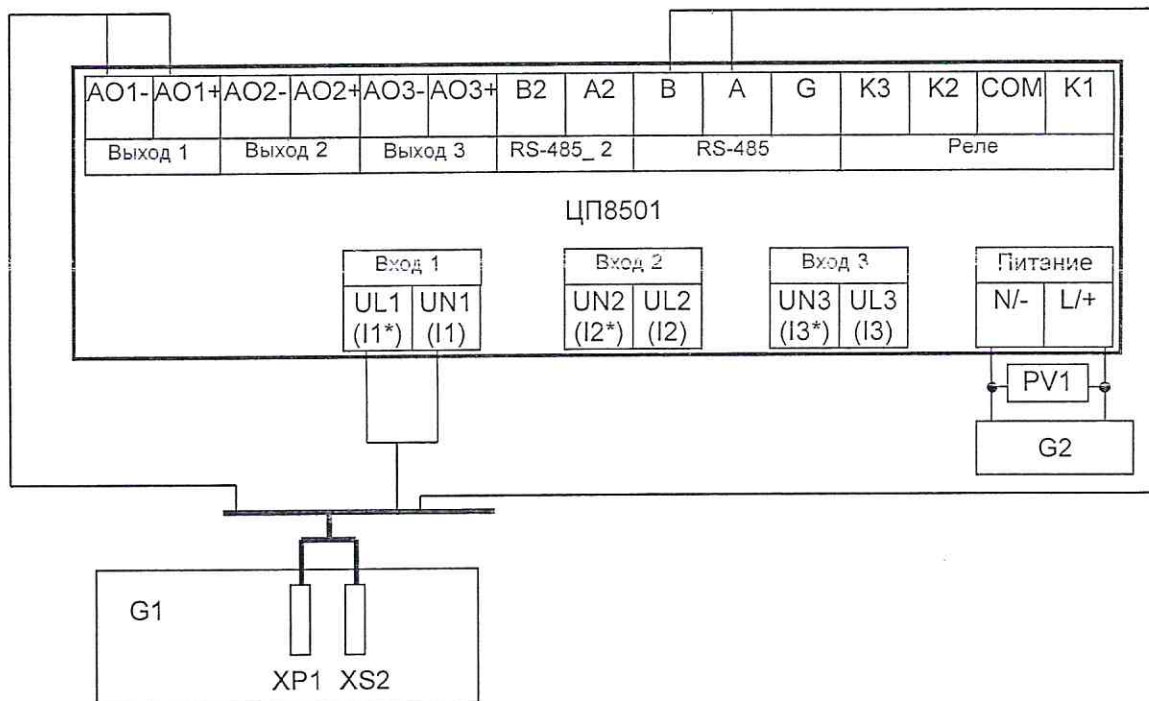 AO1- AO1+ AO2- AO2+ AO3- AO3+ B2 A2 B A G K3 K2 COM K1
Выход 1 Выход 2 Выход 3 RS-485_ 2 RS-485 Реле
ЦП8501
Вход 1 Вход 2 Вход 3 Питание
UL1 UN1 UN2 UL2 UN3 UL3 N/- L/+
(I1*) (I1) (I2*) (I2) (I3*) (I3)
PV1
G2
G1
XP1 XS2